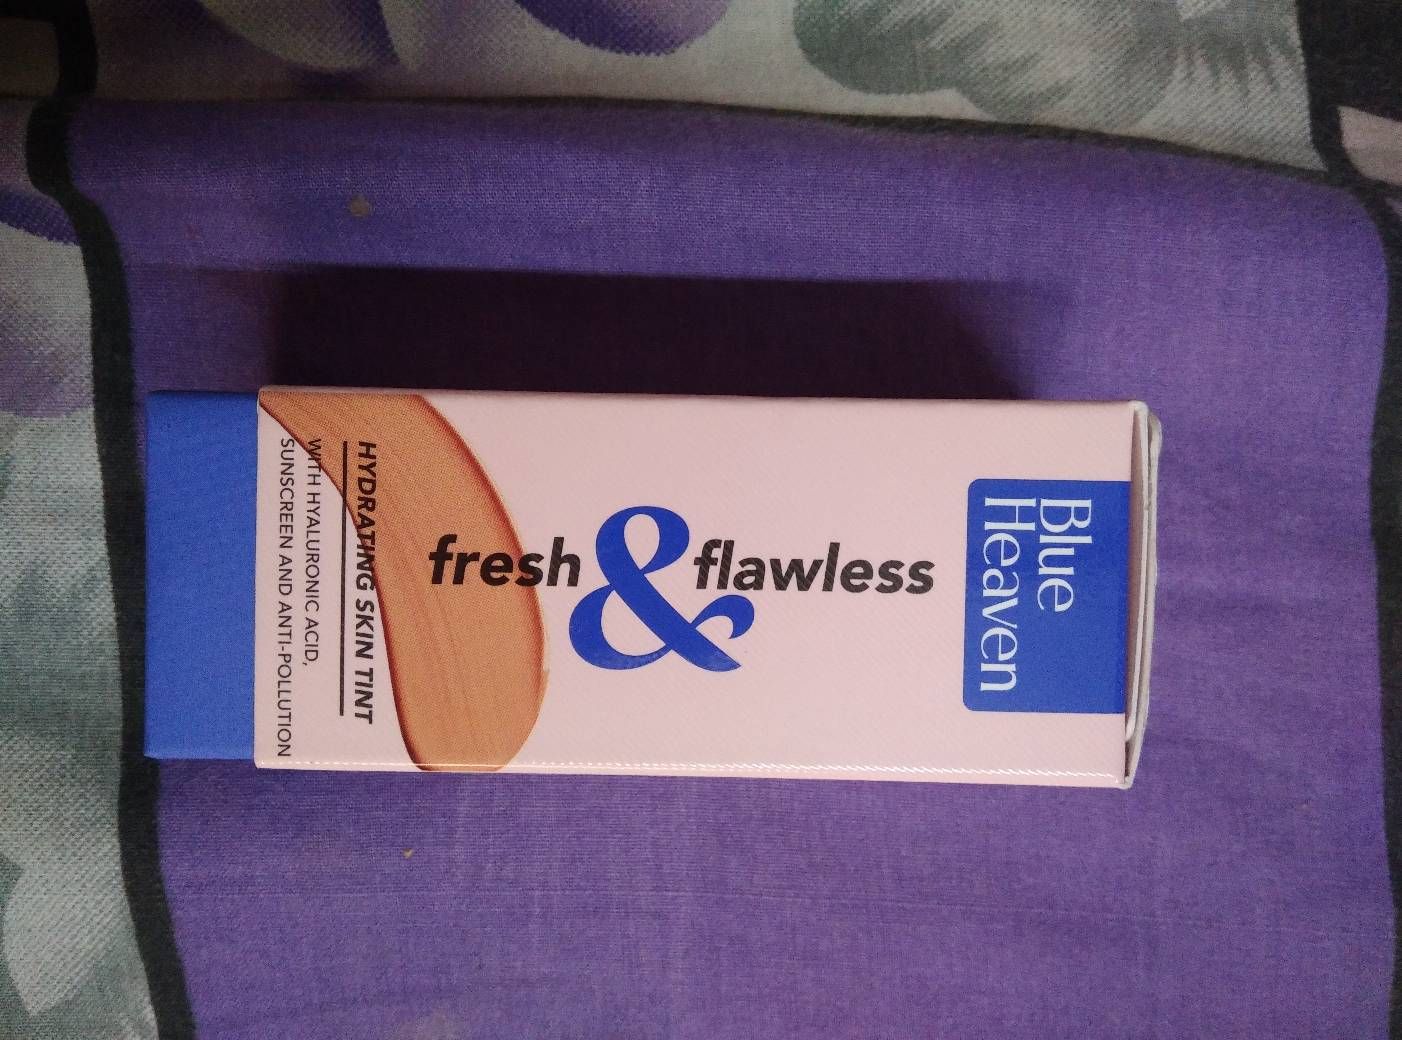 Blue
Heaven
fresh & flawless
HYDRATING SKIN TINT
WITH HYALURONIC ACID,
SUNSCREEN AND ANTI-POLLUTION